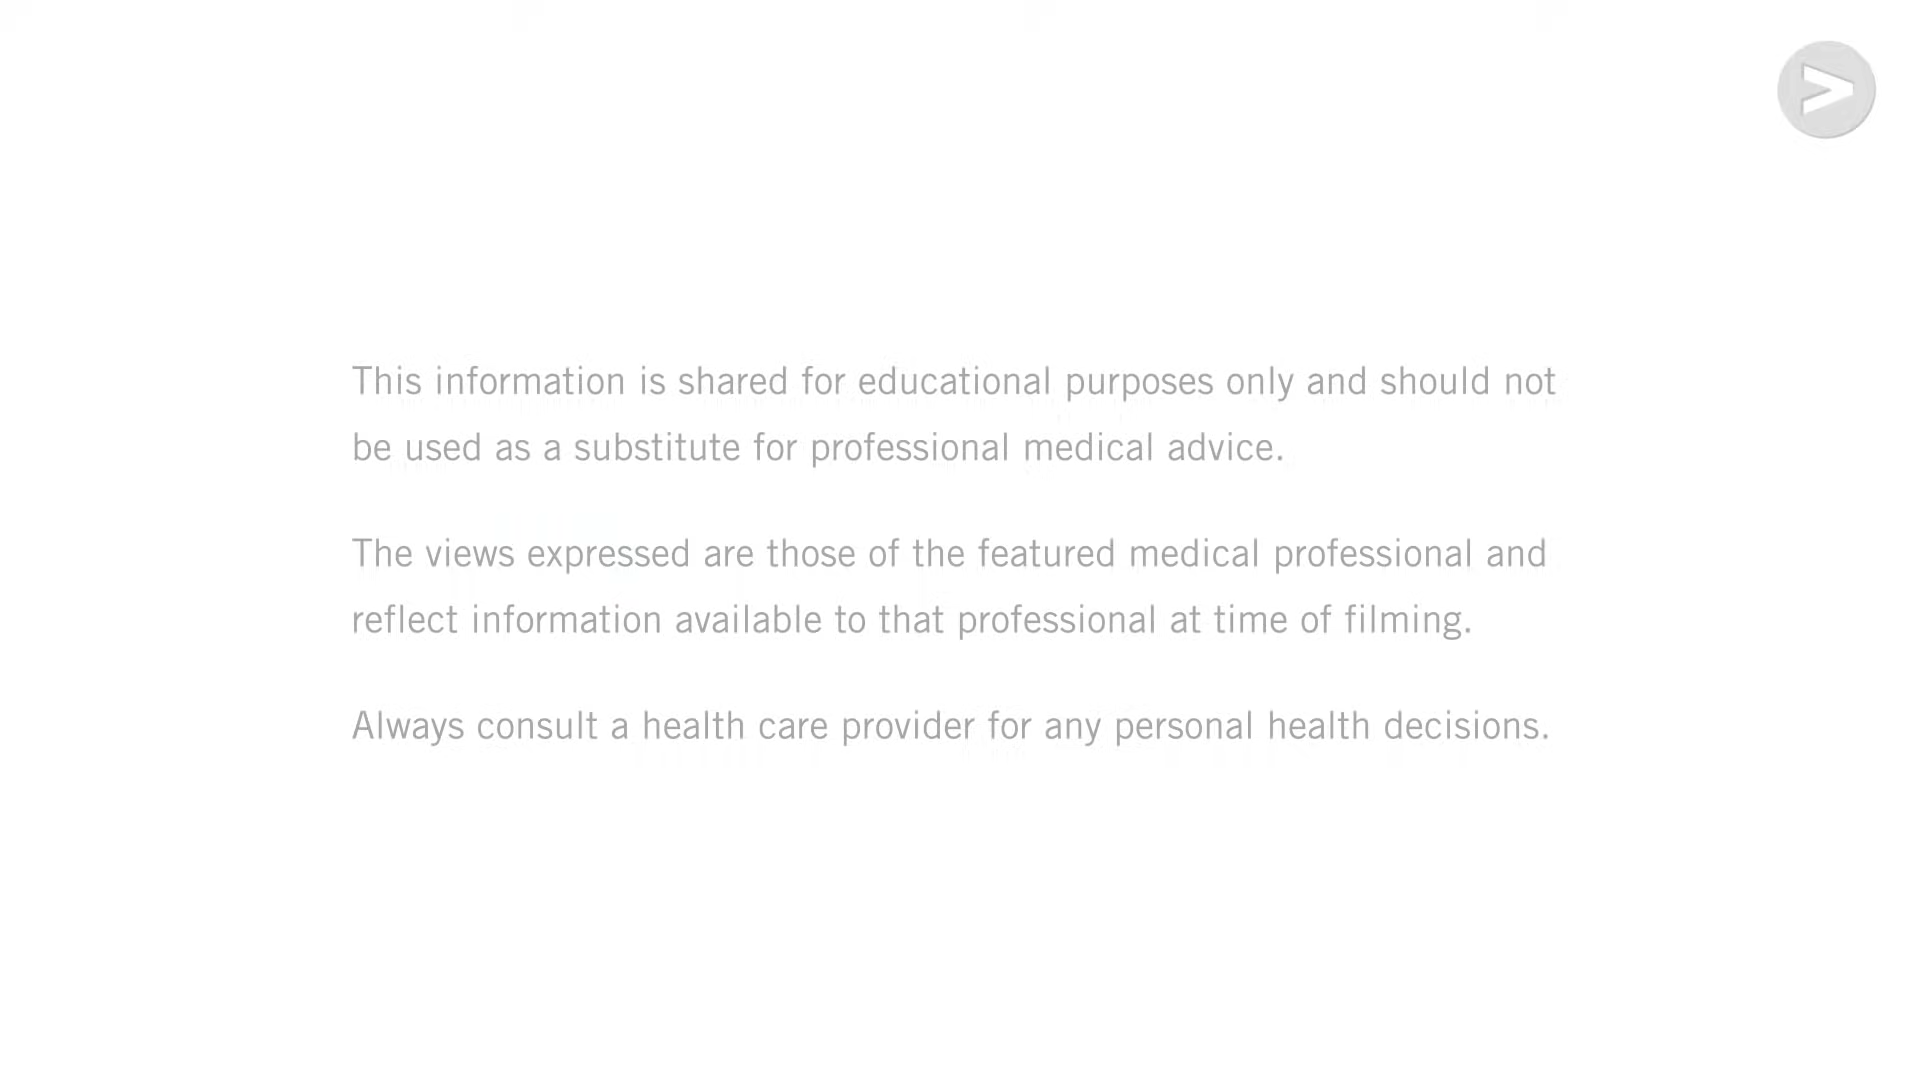 This information is shared for educational purposes only and should not
be used as a substitute for professional medical advice.
The views expressed are those of the featured medical professional and
reflect information available to that professional at time of filming.
Always consult a health care provider for any personal health decisions.